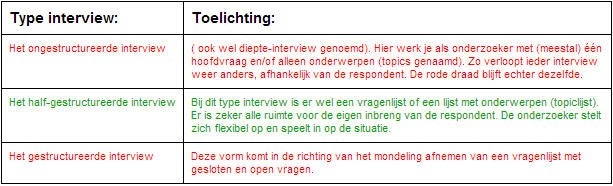 Type interview: Toelichting:
Het ongestructureerde interview ( ook wel diepte-interview genoemd). Hier werk je als onderzoeker met (meestal) één
hoofdvraag en/of alleen onderwerpen (topics genaamd). Zo verloopt ieder interview
weer anders, afhankelijk van de respondent. De rode draad blijft echter dezelfde.
Het half-gestructureerde interview Bij dit type interview is er wel een vragenlijst of een lijst met onderwerpen (topiclijst).
Er is zeker alle ruimte voor de eigen inbreng van de respondent. De onderzoeker stelt
zich flexibel op en speelt in op de situatie.
Het gestructureerde interview Deze vorm komt in de richting van het mondeling afnemen van een vragenlijst met
gesloten en open vragen.